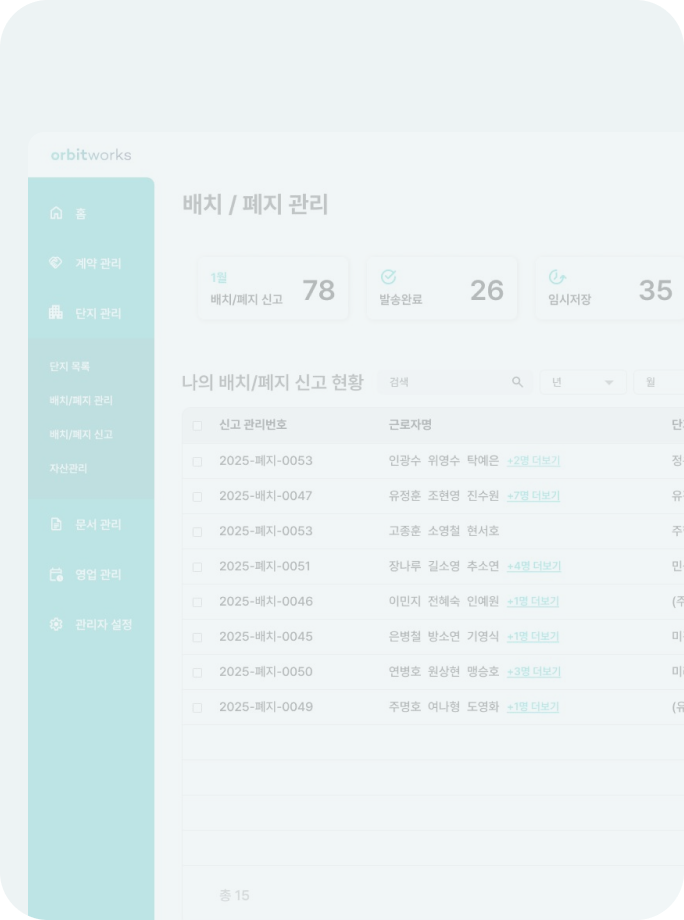 orbitworks
홈
계약 관리
단지 관리
단지 목록
배치/폐지 관리
배치/폐지 신고
자산관리
문서 관리
영업 관리
관리자 설정
배치 / 폐지 관리
1월
배치/폐지 신고 78
발송완료 26
임시저장 35
나의 배치/폐지 신고 현황 검색 년 월
신고 관리번호 근로자명
2025-폐지-0053 인광수 위영수 탁예은 +2명 더보기
2025-배치-0047 유정훈 조현영 진수원 +7명 더보기
2025-폐지-0053 고종훈 소영철 현서호
2025-폐지-0051 장나루 길소영 추소연 +4명 더보기
2025-배치-0046 이민지 전혜숙 인예원 +1명 더보기
2025-배치-0045 은병철 방소연 기영식 +1명 더보기
2025-폐지-0050 연병호 원상현 맹승호 +3명 더보기
2025-폐지-0049 주명호 여나형 도영화 +1명 더보기
총 15